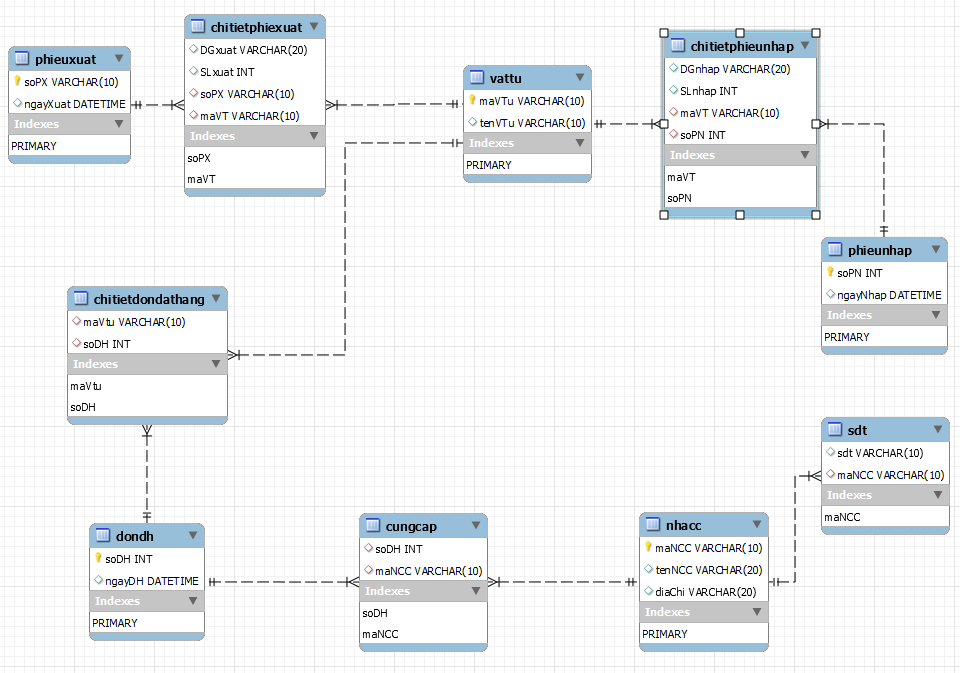 phieuxuat
soPX VARCHAR(10)
ngayXuat DATETIME
Indexes
PRIMARY
chitietphiexuat
DGxuat VARCHAR(20)
SLxuat INT
soPX VARCHAR(10)
maVT VARCHAR(10)
Indexes
soPX
maVT
vattu
maVTu VARCHAR(10)
tenVTu VARCHAR(10)
Indexes
PRIMARY
chitietphieunhap
DGnhap VARCHAR(20)
SLnhap INT
maVT VARCHAR(10)
soPN INT
Indexes
maVT
soPN
phieunhap
soPN INT
ngayNhap DATETIME
Indexes
PRIMARY
chitietdondathang
maVtu VARCHAR(10)
soDH INT
Indexes
maVtu
soDH
sdt
sdt VARCHAR(10)
maNCC VARCHAR(10)
Indexes
maNCC
dondh
soDH INT
ngayDH DATETIME
Indexes
PRIMARY
cungcap
soDH INT
maNCC VARCHAR(10)
Indexes
soDH
maNCC
nhacc
maNCC VARCHAR(10)
tenNCC VARCHAR(20)
diaChi VARCHAR(20)
Indexes
PRIMARY